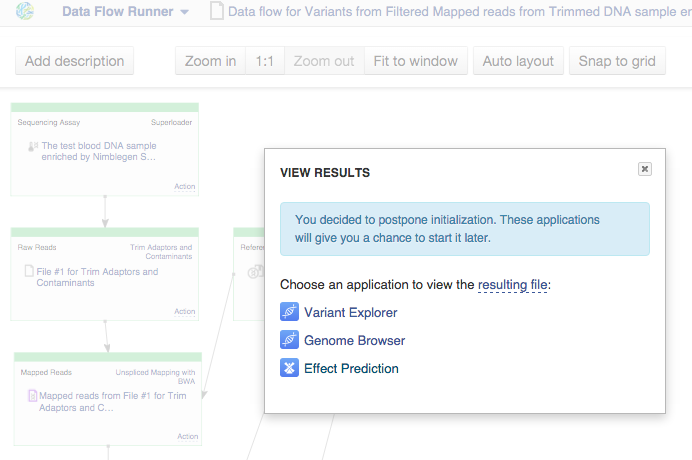 Data Flow Runner
Data flow for Variants from Filtered Mapped reads from Trimmed DNA sample en
Add description
Zoom in
1:1
Zoom out
Fit to window
Auto layout
Snap to grid
Sequencing Assay
Superloader
The test blood DNA sample
enriched by Nimblegen S...
Action
Raw Reads
Trim Adaptors and
Contaminants
File #1 for Trim Adaptors and
Contaminants
Action
Referen
Mapped Reads
Unspliced Mapping with
BWA
Mapped reads from File #1 for Trim
Adaptors and C...
Action
VIEW RESULTS
You decided to postpone initialization. These applications
will give you a chance to start it later.
Choose an application to view the resulting file:
Variant Explorer
Genome Browser
Effect Prediction